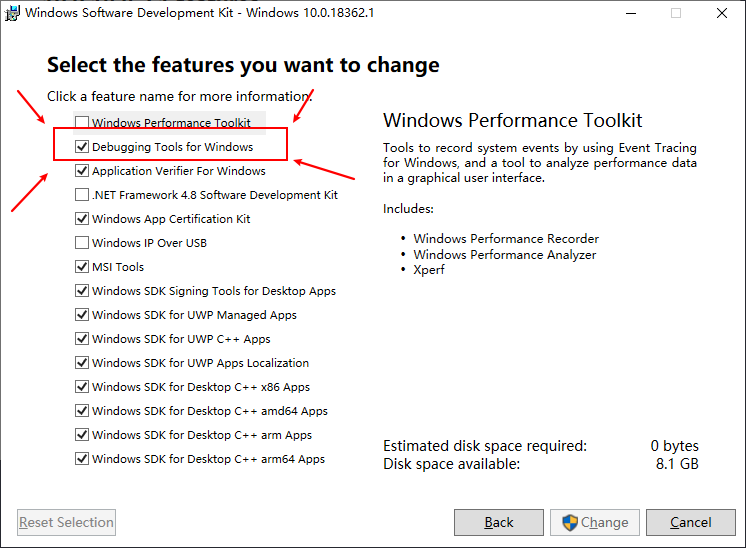 Windows Software Development Kit - Windows 10.0.18362.1
Select the features you want to change
Click a feature name for more information.
Windows Performance Toolkit
Debugging Tools for Windows
Application Verifier For Windows
.NET Framework 4.8 Software Development Kit
Windows App Certification Kit
Windows IP Over USB
MSI Tools
Windows SDK Signing Tools for Desktop Apps
Windows SDK for UWP Managed Apps
Windows SDK for UWP C++ Apps
Windows SDK for UWP Apps Localization
Windows SDK for Desktop C++ x86 Apps
Windows SDK for Desktop C++ amd64 Apps
Windows SDK for Desktop C++ arm Apps
Windows SDK for Desktop C++ arm64 Apps
Windows Performance Toolkit
Tools to record system events by using Event Tracing
for Windows, and a tool to analyze performance data
in a graphical user interface.
Includes:
• Windows Performance Recorder
• Windows Performance Analyzer
• Xperf
Estimated disk space required: 0 bytes
Disk space available: 8.1 GB
Reset Selection
Back
Change
Cancel